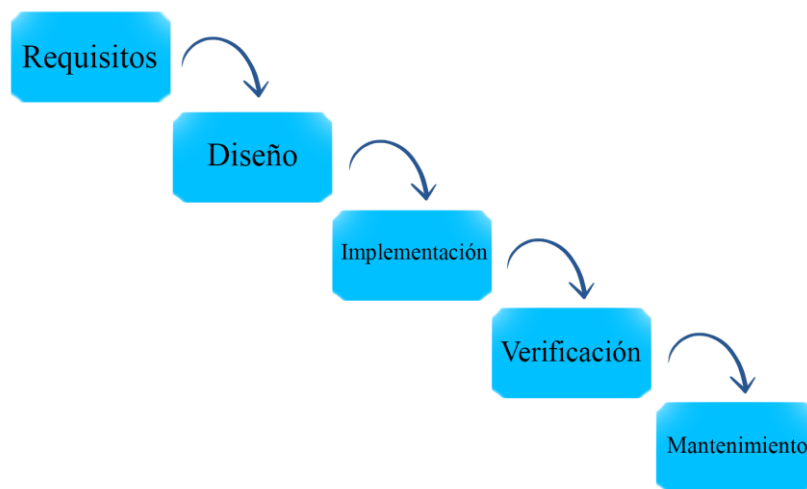 Requisitos
Diseño
Implementación
Verificación
Mantenimiento